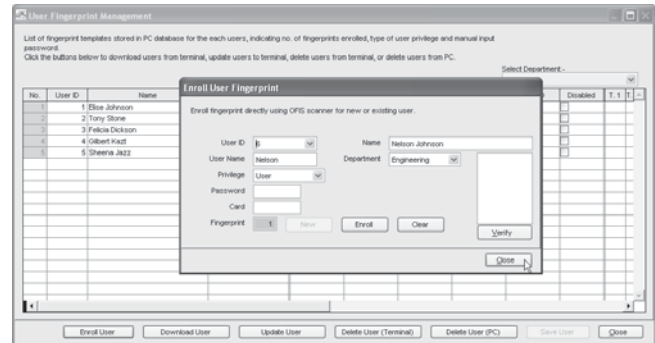 User Fingerprint Management
List of fingerprint templates stored in PC database for the each users, indicating no. of fingerprints enrolled, type of user privilege and manual input
password.
Click the buttons below to download users from terminal, update users to terminal, delete users from terminal, or delete users from PC.
Select Department:-
No. User ID Name Disabled T. 1 T.
1 1 Elise Johnson
2 2 Tony Stone
3 3 Felicia Dickson
4 4 Gilbert Kazt
5 5 Sheena Jazz
Enroll User Fingerprint
Enroll fingerprint directly using OFIS scanner for new or existing user.
User ID 6 Name Nelson Johnson
User Name Nelson Department Engineering
Privilege User
Password
Card
Fingerprint 1 New Enroll Clear
Verify
Close
Enroll User Download User Update User Delete User (Terminal) Delete User (PC) Save User Close